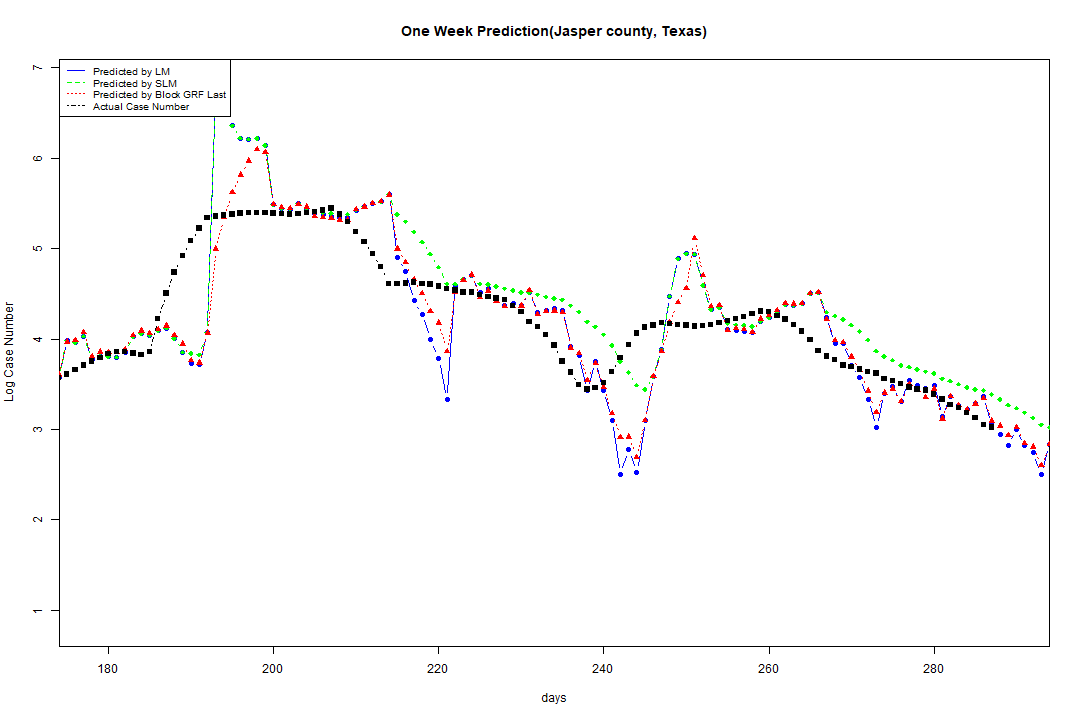 One Week Prediction(Jasper county, Texas)
Predicted by LM
Predicted by SLM
Predicted by Block GRF Last
Actual Case Number
7
6
5
4
3
2
1
Log Case Number
180 200 220 240 260 280
days